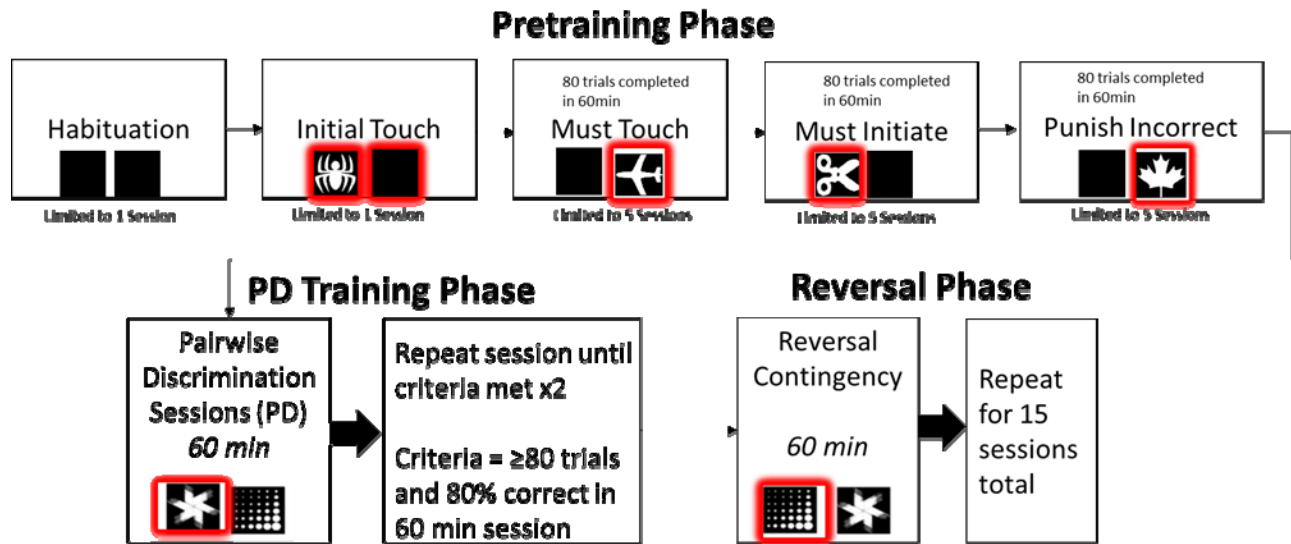 Pretraining Phase
Habituation
Limited to 1 Session
Initial Touch
Limited to 1 Session
80 trials completed
in 60min
Must Touch
Limited to 5 Sessions
80 trials completed
in 60min
Must Initiate
Limited to 5 Sessions
80 trials completed
in 60min
Punish Incorrect
Limited to 5 Sessions
PD Training Phase
Pairwise
Discrimination
Sessions (PD)
60 min
Repeat session until
criteria met x2
Criteria = ≥80 trials
and 80% correct in
60 min session
Reversal Phase
Reversal
Contingency
60 min
Repeat
for 15
sessions
total